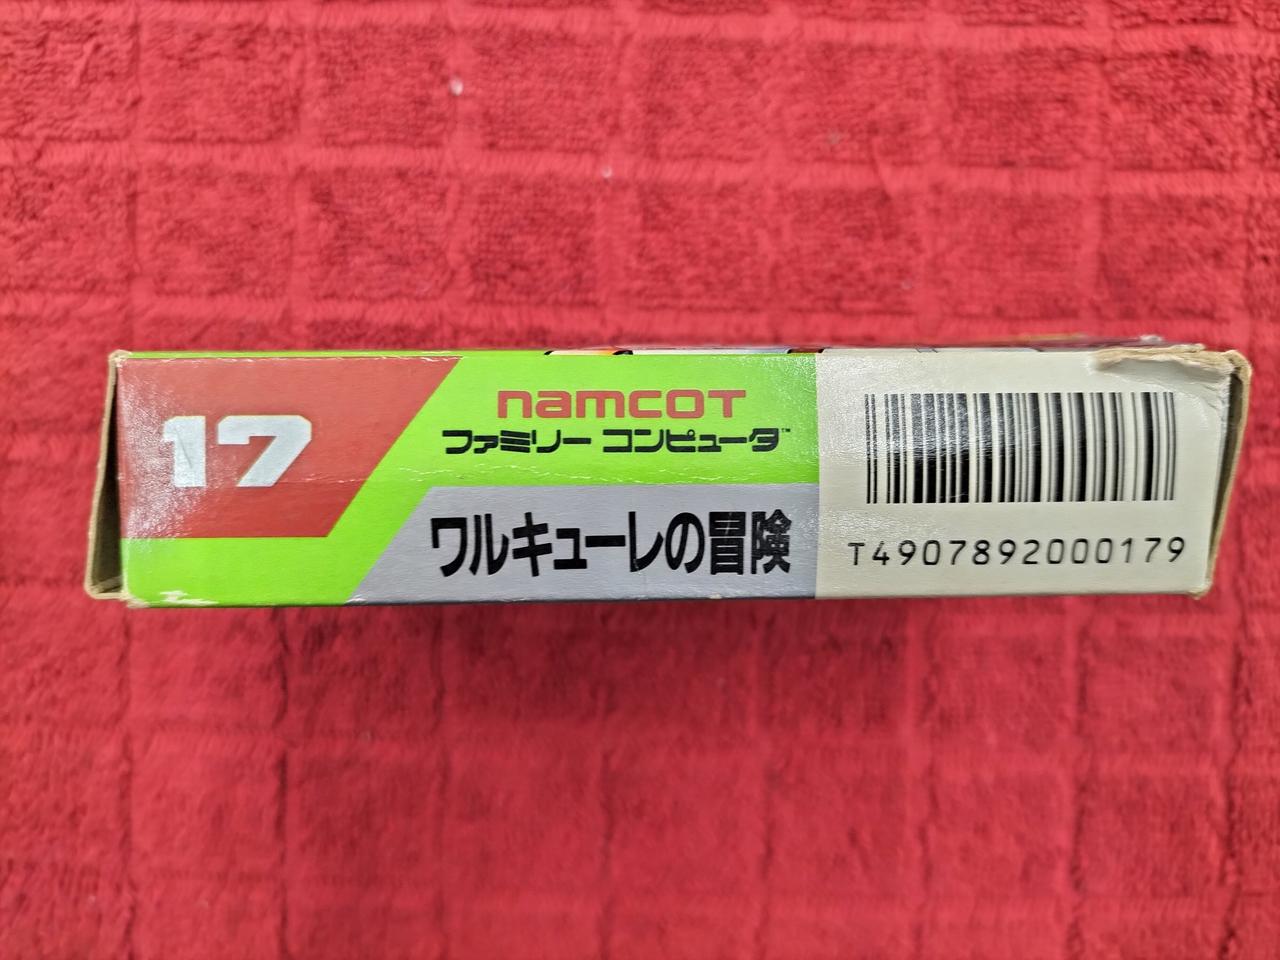 17
namcot
ファミリー コンピュータ™
ワルキューレの冒険
T4907892000179